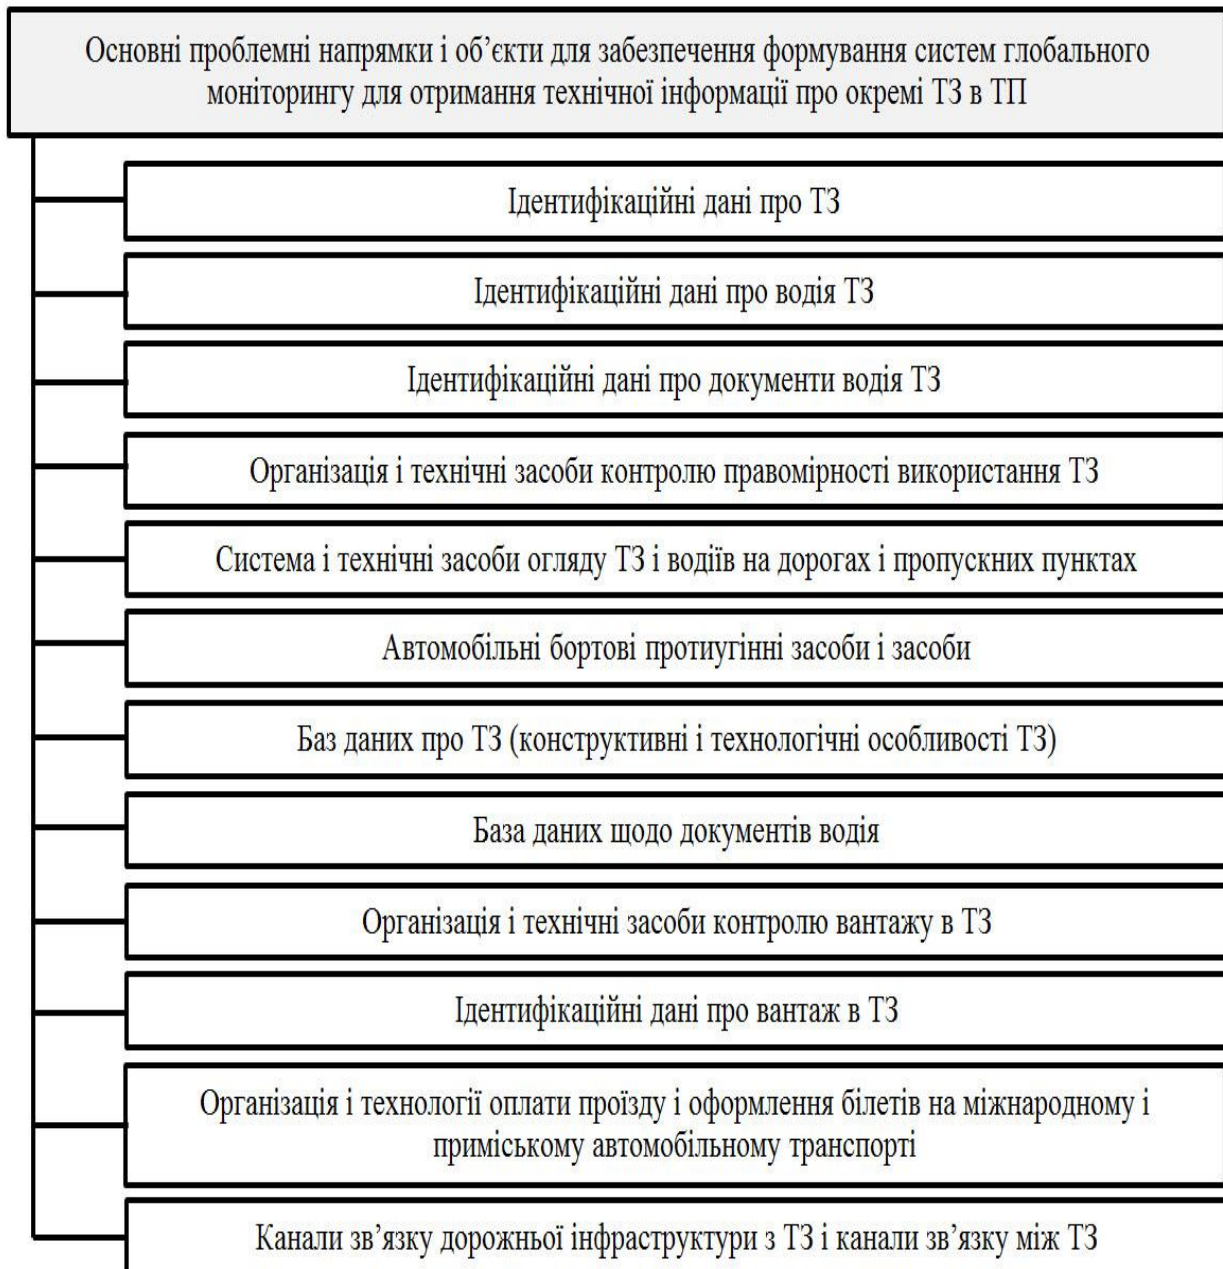 Основні проблемні напрямки і об’єкти для забезпечення формування систем глобального
моніторингу для отримання технічної інформації про окремі ТЗ в ТП
Ідентифікаційні дані про ТЗ
Ідентифікаційні дані про водія ТЗ
Ідентифікаційні дані про документи водія ТЗ
Організація і технічні засоби контролю правомірності використання ТЗ
Система і технічні засоби огляду ТЗ і водіїв на дорогах і пропускних пунктах
Автомобільні бортові протиугінні засоби і засоби
Баз даних про ТЗ (конструктивні і технологічні особливості ТЗ)
База даних щодо документів водія
Організація і технічні засоби контролю вантажу в ТЗ
Ідентифікаційні дані про вантаж в ТЗ
Організація і технології оплати проїзду і оформлення білетів на міжнародному і
приміському автомобільному транспорті
Канали зв’язку дорожньої інфраструктури з ТЗ і канали зв’язку між ТЗ